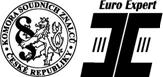 KOMORA SOUDNÍCH ZNALCŮ
ČESKÉ REPUBLIKY
Euro Expert